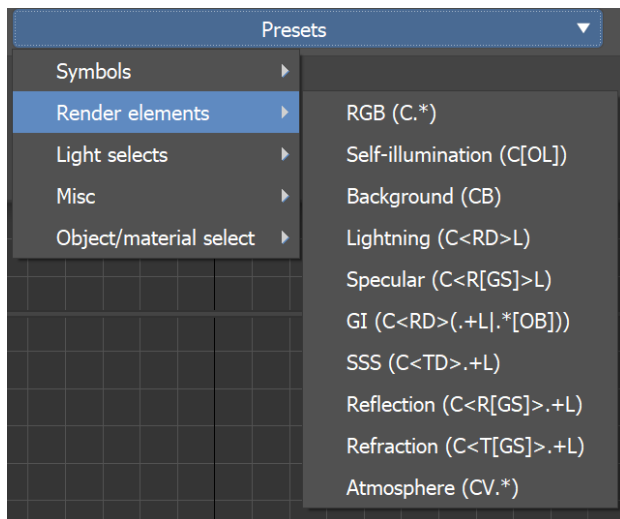 Presets
Symbols
Render elements
Light selects
Misc
Object/material select
RGB (C.*)
Self-illumination (C[OL])
Background (CB)
Lightning (C<RD>L)
Specular (C<R[GS]>L)
GI (C<RD>(.+L|.*[OB]))
SSS (C<TD>.+L)
Reflection (C<R[GS]>.+L)
Refraction (C<T[GS]>.+L)
Atmosphere (CV.*)